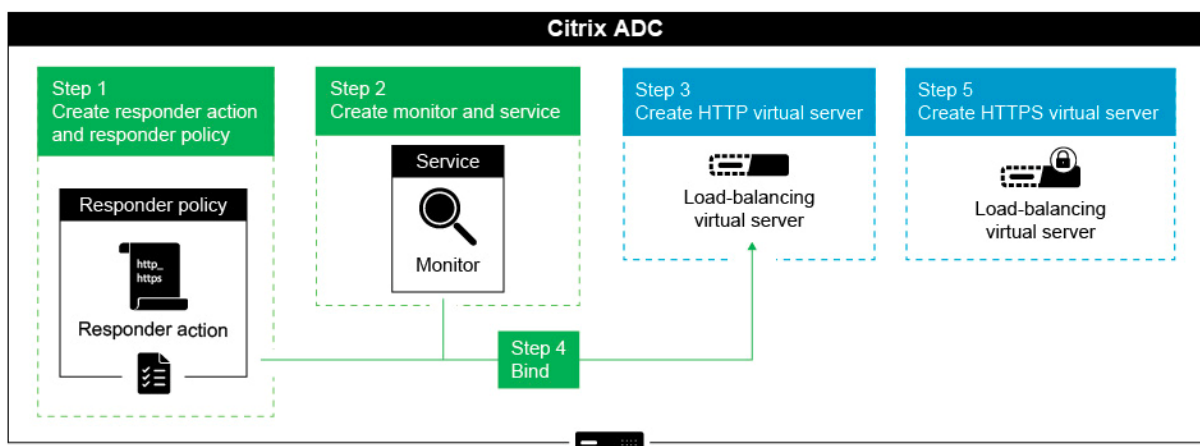 Citrix ADC
Step 1
Create responder action
and responder policy
Responder policy
http_
https
Responder action
Step 2
Create monitor and service
Service
Monitor
Step 3
Create HTTP virtual server
Load-balancing
virtual server
Step 5
Create HTTPS virtual server
Load-balancing
virtual server
Step 4
Bind